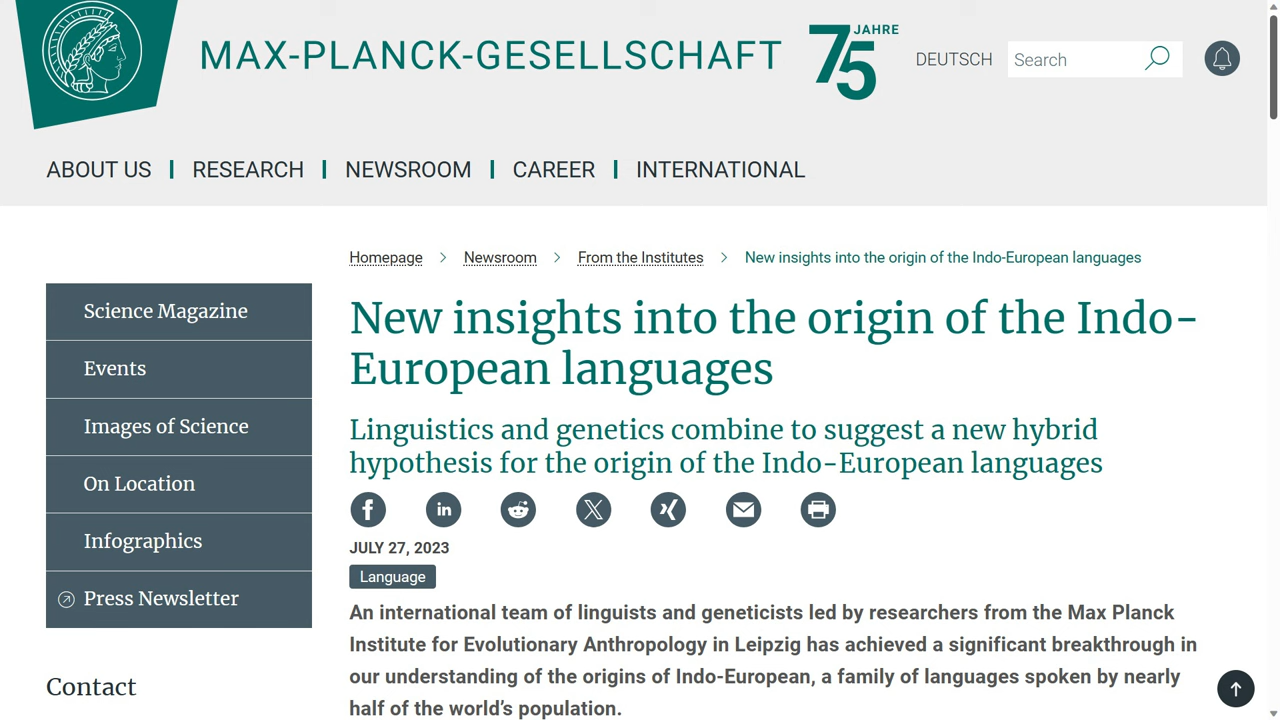 MAX-PLANCK-GESELLSCHAFT
75 JAHRE
DEUTSCH
Search
ABOUT US
RESEARCH
NEWSROOM
CAREER
INTERNATIONAL
Homepage
Newsroom
From the Institutes
New insights into the origin of the Indo-European languages
Science Magazine
Events
Images of Science
On Location
Infographics
Press Newsletter
Contact
New insights into the origin of the Indo-
European languages
Linguistics and genetics combine to suggest a new hybrid
hypothesis for the origin of the Indo-European languages
JULY 27, 2023
Language
An international team of linguists and geneticists led by researchers from the Max Planck
Institute for Evolutionary Anthropology in Leipzig has achieved a significant breakthrough in
our understanding of the origins of Indo-European, a family of languages spoken by nearly
half of the world’s population.